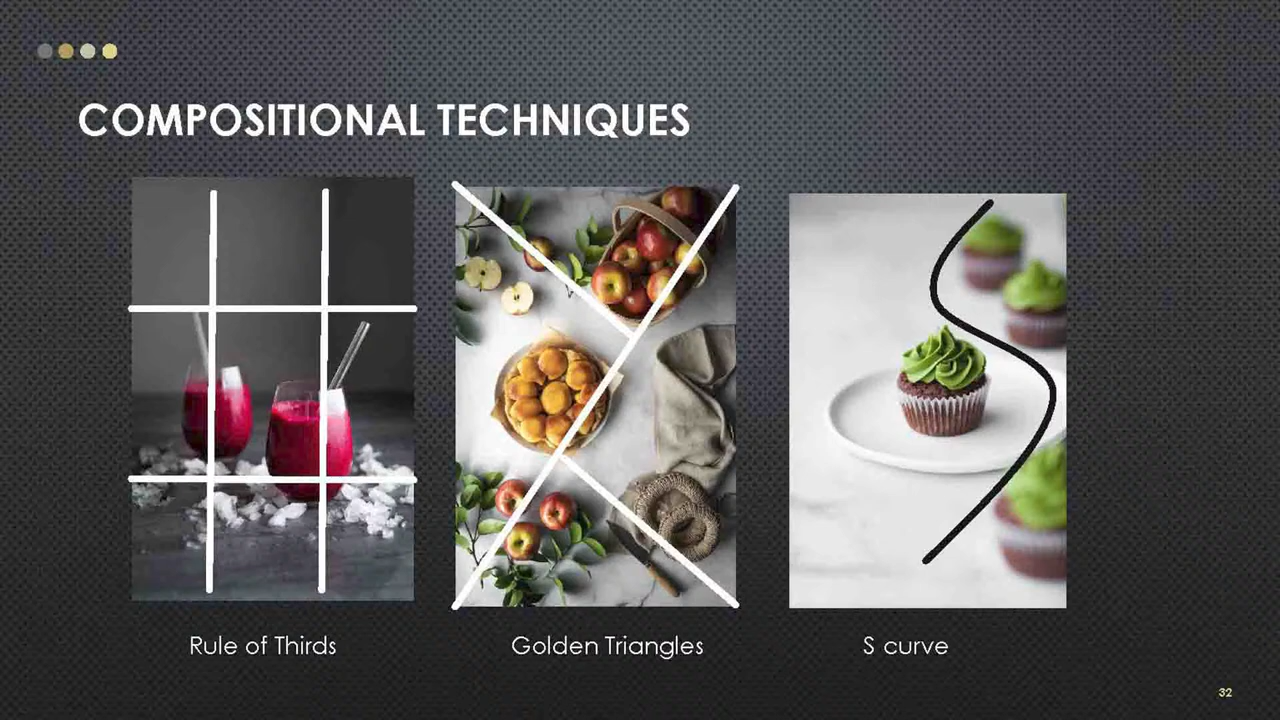 COMPOSITIONAL TECHNIQUES
Rule of Thirds
Golden Triangles
S curve
32